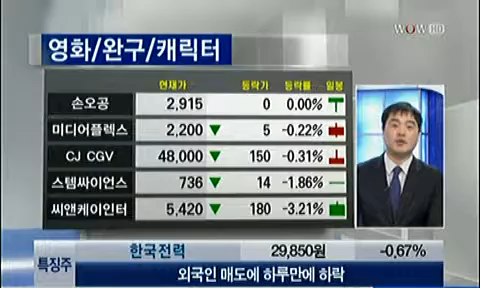 WOW HD
영화/완구/캐릭터
현재가 등락가 등락률 일봉
손오공 2,915 0 0.00%
미디어플렉스 2,200 ▼ 5 -0.22%
CJ CGV 48,000 ▼ 150 -0.31%
스템싸이언스 736 ▼ 14 -1.86%
씨앤케이인터 5,420 ▼ 180 -3.21%
특징주
한국전력 29,850원 -0.67%
외국인 매도에 하루만에 하락